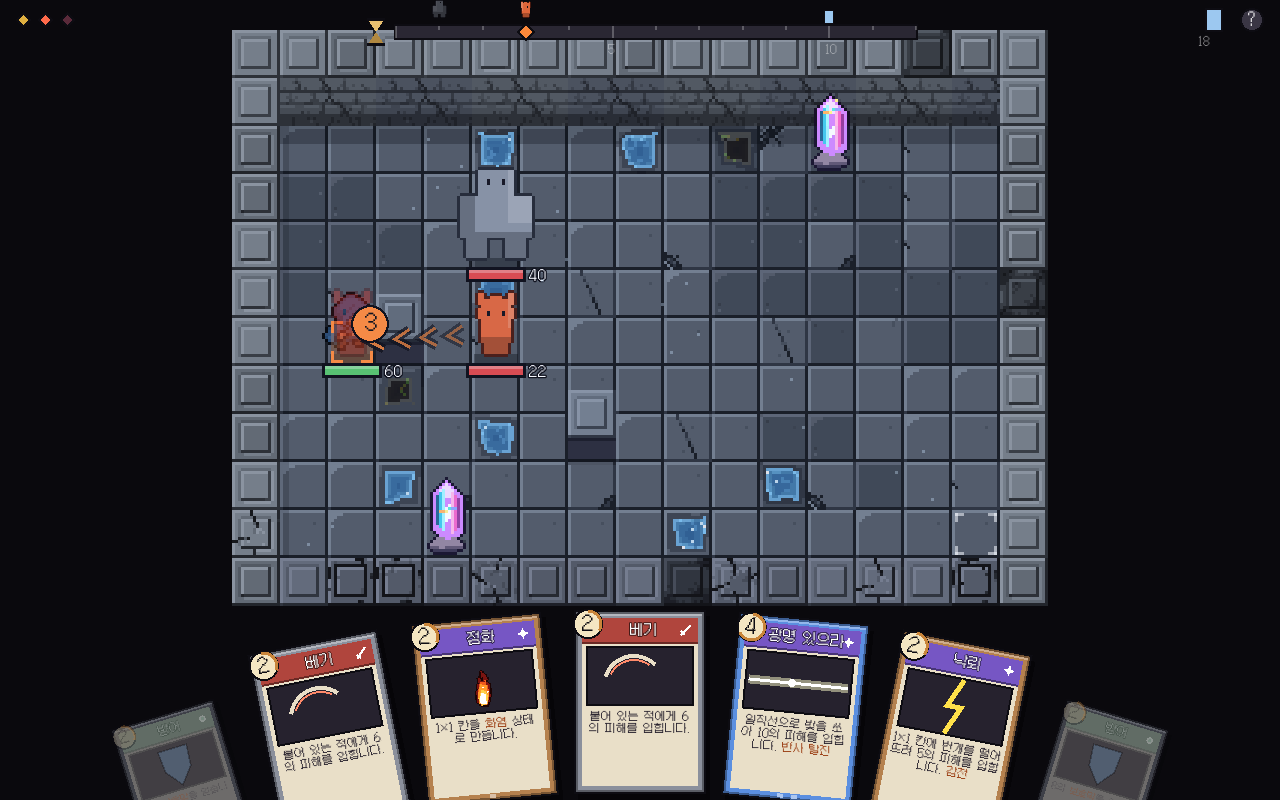 ?
18
5
10
40
3
60
22
2 베기
붙어 있는 적에게 6
의 피해를 입힙니다.
2 점화
1×1 칸을 화염 상태
로 만듭니다.
2 베기
붙어 있는 적에게 6
의 피해를 입힙니다.
4 광명 있으라
일직선으로 빛을 쏘
아 10의 피해를 입힙
니다. 반사 탈진
2 낙뢰
1×1 칸에 번개를 떨어
뜨려 5의 피해를 입힙
니다. 감전
2
2